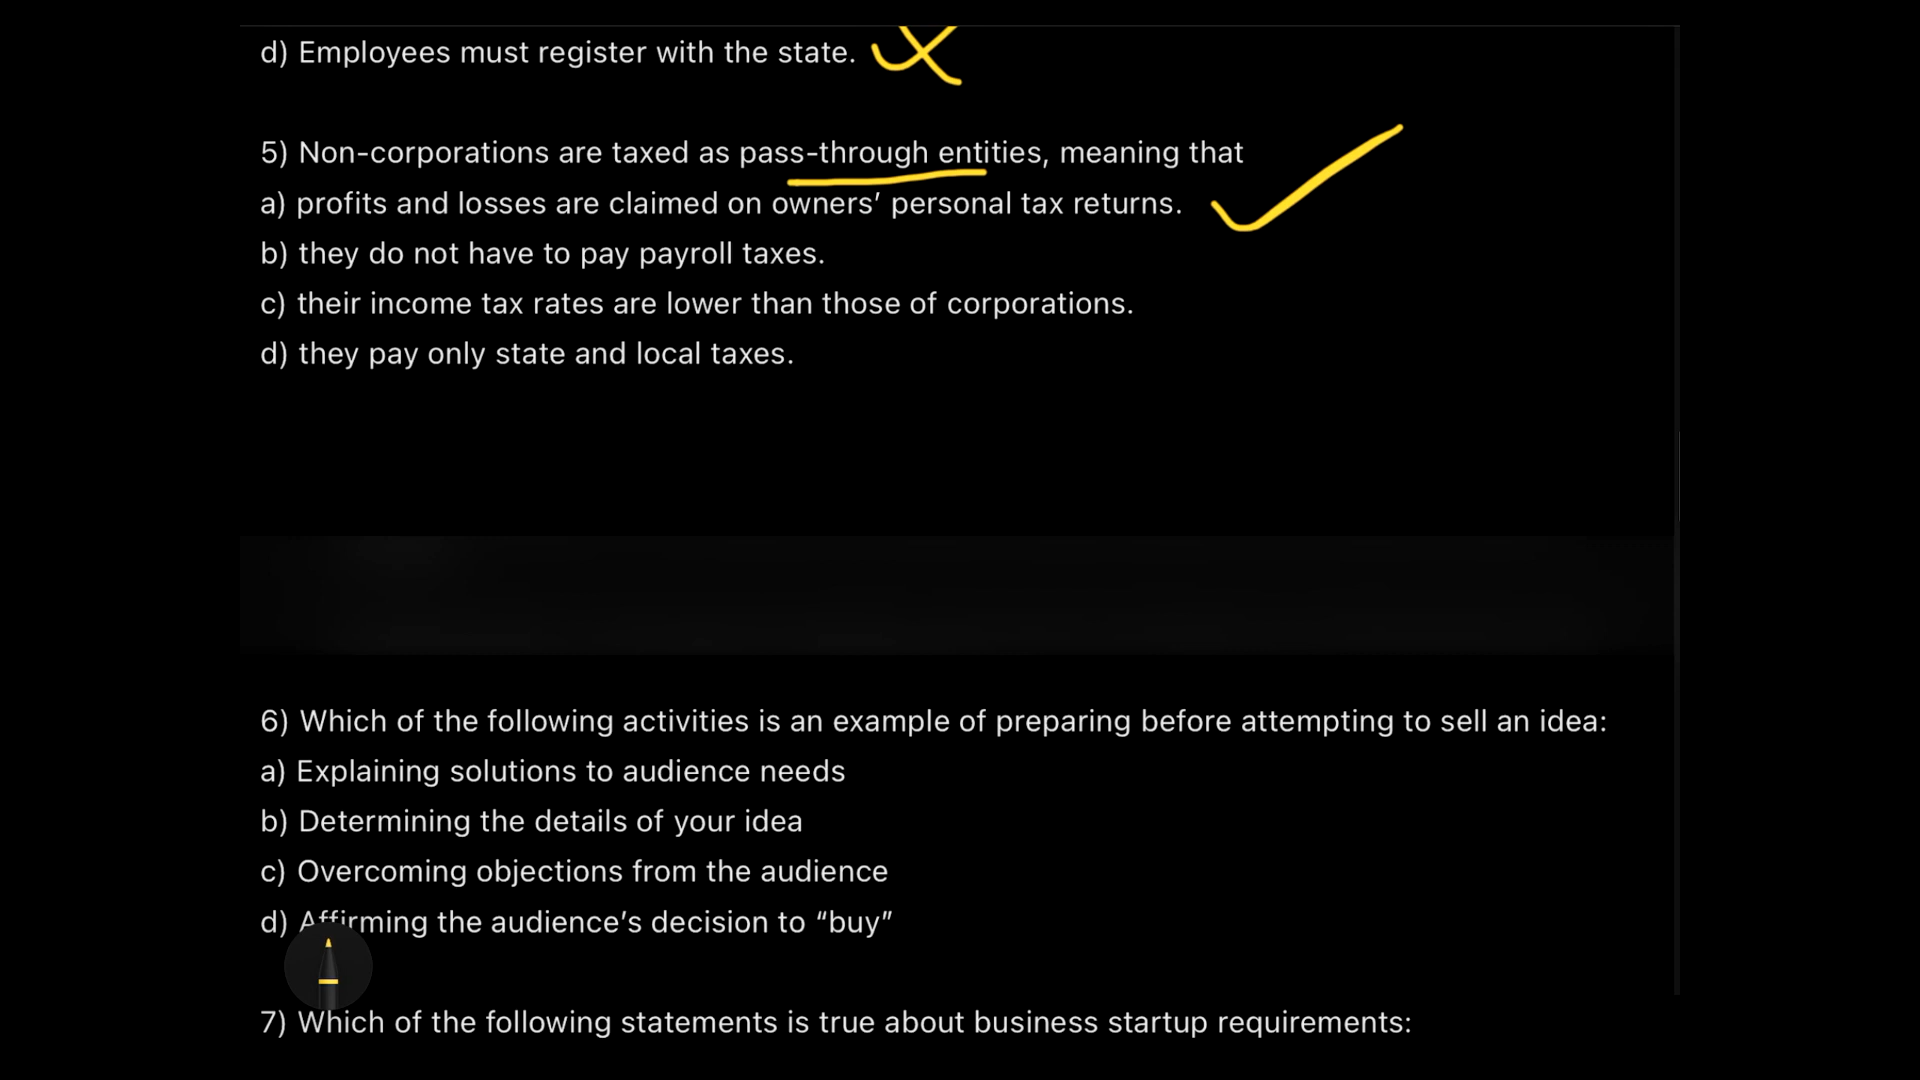 d) Employees must register with the state.
5) Non-corporations are taxed as pass-through entities, meaning that
a) profits and losses are claimed on owners’ personal tax returns.
b) they do not have to pay payroll taxes.
c) their income tax rates are lower than those of corporations.
d) they pay only state and local taxes.
6) Which of the following activities is an example of preparing before attempting to sell an idea:
a) Explaining solutions to audience needs
b) Determining the details of your idea
c) Overcoming objections from the audience
d) Affirming the audience’s decision to “buy”
7) Which of the following statements is true about business startup requirements: